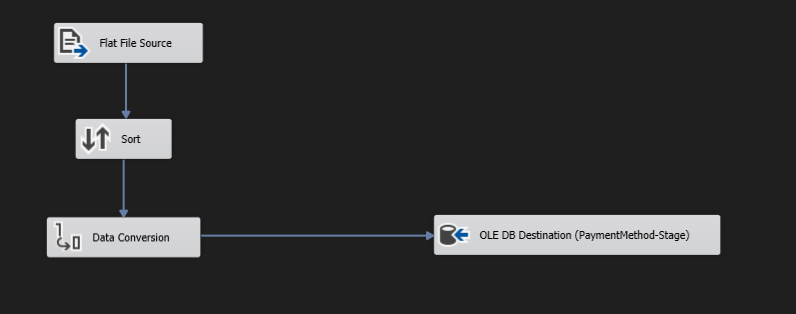 Flat File Source
Sort
Data Conversion
OLE DB Destination (PaymentMethod-Stage)